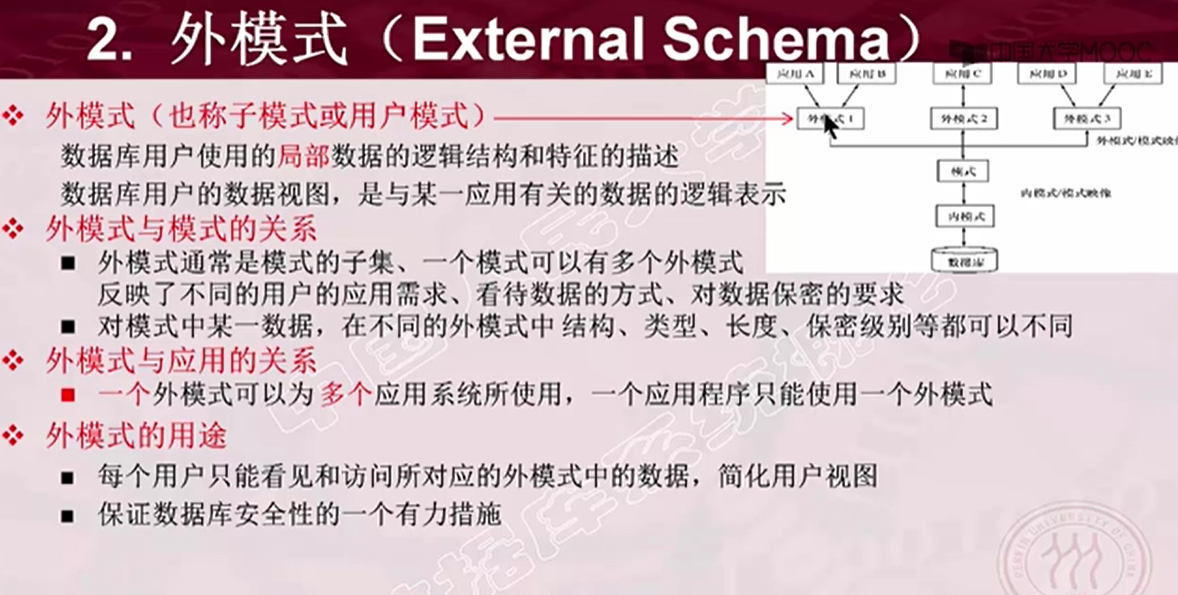 2. 外模式（External Schema）
中国大学MOOC
应用A 应用B 应用C 应用D 应用E
❖ 外模式（也称子模式或用户模式）
外模式1 外模式2 外模式3
外模式/模式映
数据库用户使用的局部数据的逻辑结构和特征的描述
模式
数据库用户的数据视图，是与某一应用有关的数据的逻辑表示
内模式/模式映像
内模式
数据库
❖ 外模式与模式的关系
■ 外模式通常是模式的子集、一个模式可以有多个外模式
反映了不同的用户的应用需求、看待数据的方式、对数据保密的要求
■ 对模式中某一数据，在不同的外模式中 结构、类型、长度、保密级别等都可以不同
❖ 外模式与应用的关系
■ 一个外模式可以为 多个应用系统所使用，一个应用程序只能使用一个外模式
❖ 外模式的用途
■ 每个用户只能看见和访问所对应的外模式中的数据，简化用户视图
■ 保证数据库安全性的一个有力措施